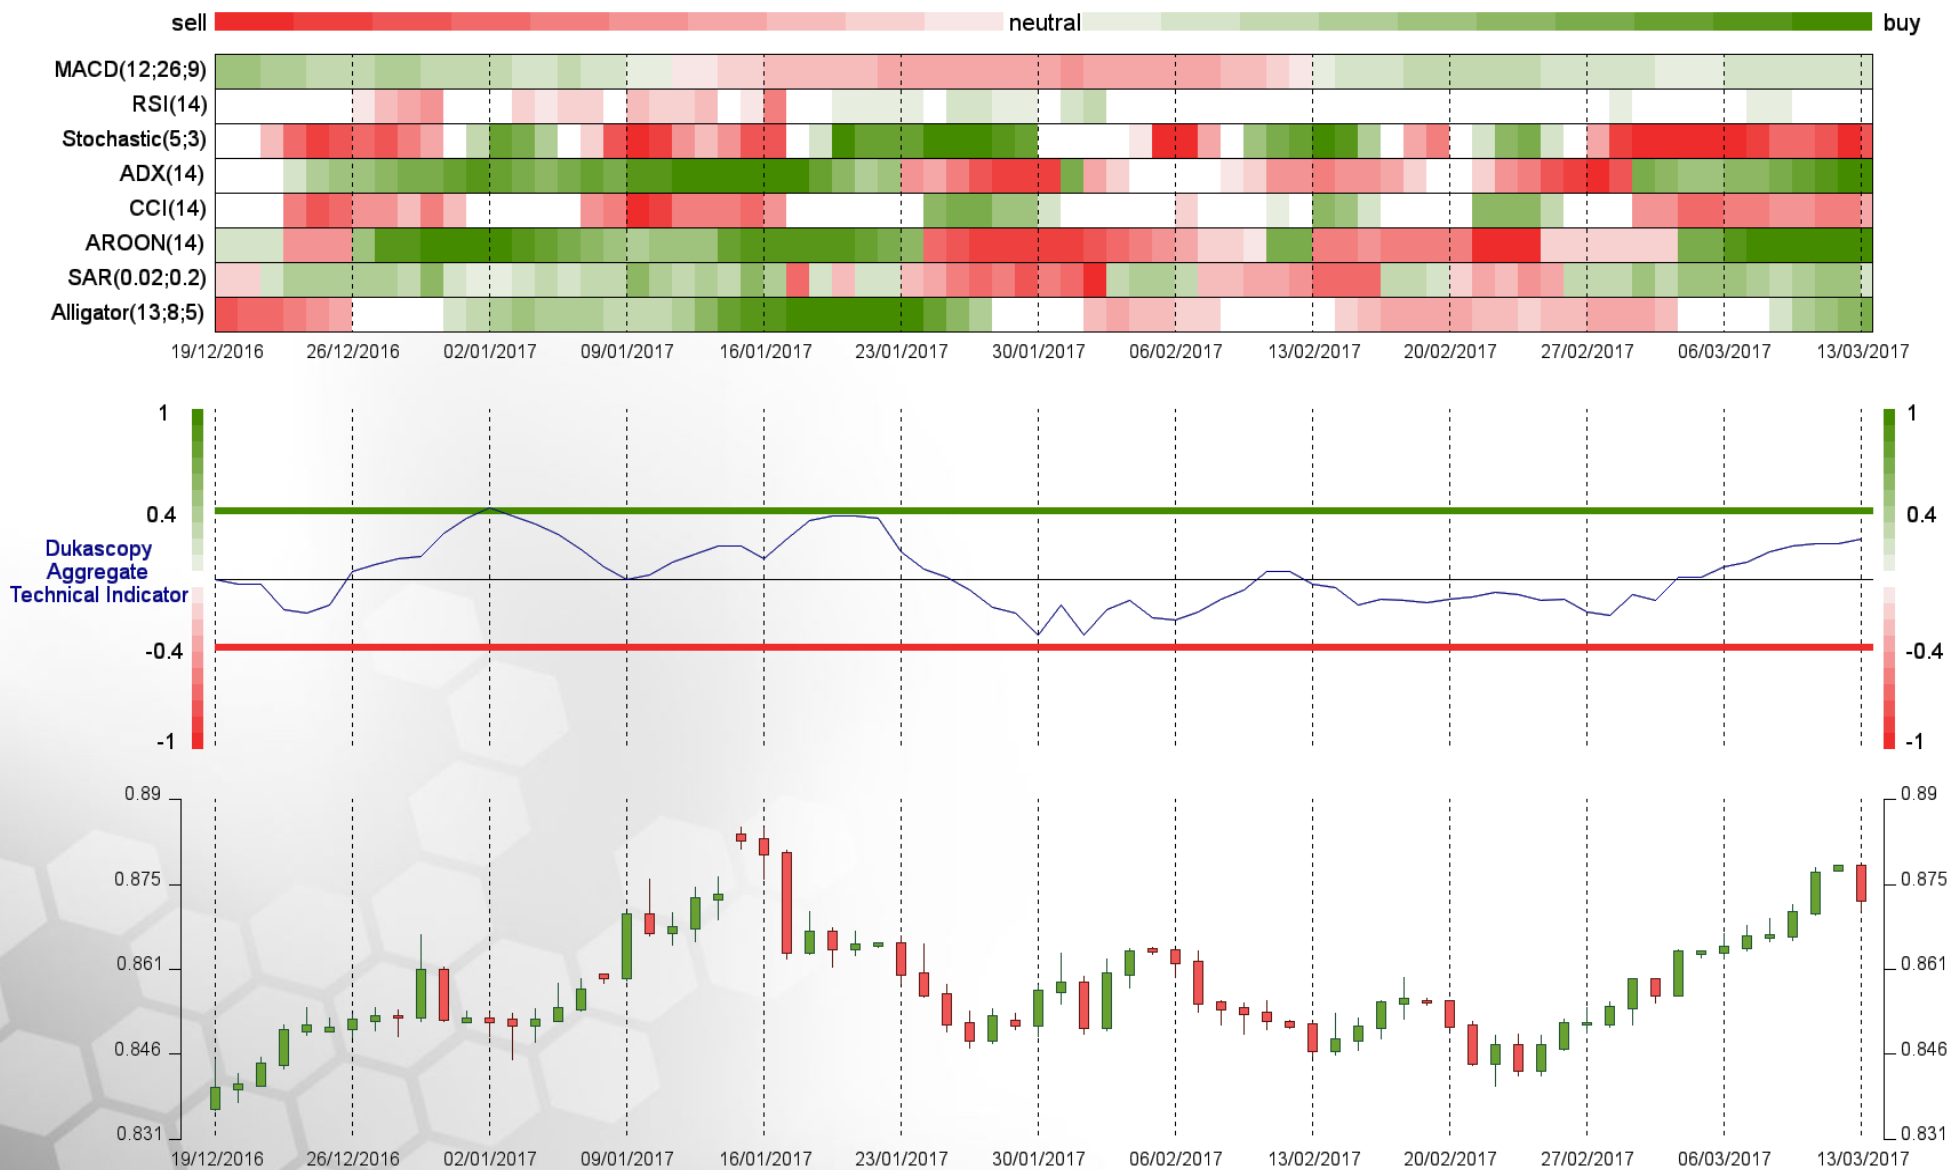 sell neutral buy
MACD(12;26;9)
RSI(14)
Stochastic(5;3)
ADX(14)
CCI(14)
AROON(14)
SAR(0.02;0.2)
Alligator(13;8;5)
19/12/2016 26/12/2016 02/01/2017 09/01/2017 16/01/2017 23/01/2017 30/01/2017 06/02/2017 13/02/2017 20/02/2017 27/02/2017 06/03/2017 13/03/2017
1 1
0.4 0.4
Dukascopy
Aggregate
Technical Indicator
-0.4 -0.4
-1 -1
0.89 0.89
0.875 0.875
0.861 0.861
0.846 0.846
0.831 0.831
19/12/2016 26/12/2016 02/01/2017 09/01/2017 16/01/2017 23/01/2017 30/01/2017 06/02/2017 13/02/2017 20/02/2017 27/02/2017 06/03/2017 13/03/2017